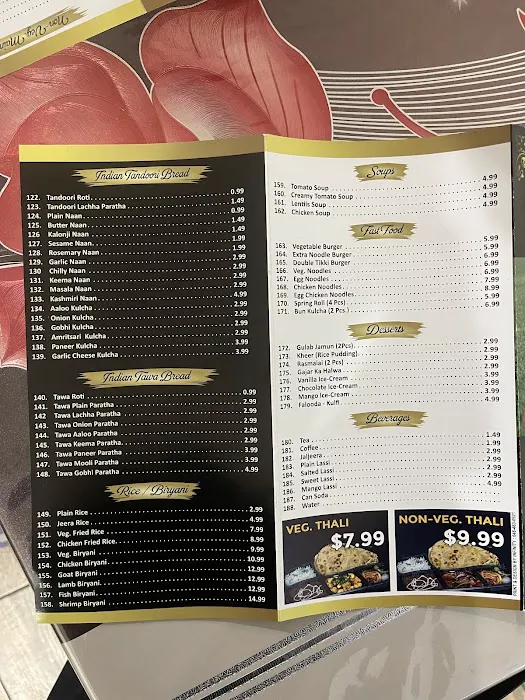 Non-Veg. Main
Indian Tandoori Bread
122. Tandoori Roti 0.99
123. Tandoori Lachha Paratha 1.49
124. Plain Naan 0.99
125. Butter Naan 1.49
126 Kalonji Naan 1.49
127. Sesame Naan 1.49
128. Rosemary Naan 1.49
129. Garlic Naan 2.99
130 Chilly Naan 2.99
131. Keema Naan 2.99
132. Masala Naan 2.99
133. Kashmiri Naan 4.99
134. Aaloo Kulcha 2.99
135. Onion Kulcha 2.99
136. Gobhi Kulcha 2.99
137. Amritsari Kulcha 2.99
138. Paneer Kulcha 3.99
139. Garlic Cheese Kulcha 3.99
Indian Tawa Bread
140. Tawa Roti 0.99
141. Tawa Plain Paratha 2.99
142 Tawa Lachha Paratha 2.99
143. Tawa Onion Paratha 2.99
144. Tawa Aaloo Paratha 2.99
145. Tawa Keema Paratha 2.99
146. Tawa Paneer Paratha 3.99
147. Tawa Mooli Paratha 3.99
148. Tawa Gobhi Paratha 4.99
Rice / Biryani
149. Plain Rice 2.99
150. Jeera Rice 4.99
151. Veg. Fried Rice 7.99
152. Chicken Fried Rice 8.99
153. Veg. Biryani 9.99
154. Chicken Biryani 10.99
155. Goat Biryani 12.99
156. Lamb Biryani 12.99
157. Fish Biryani 12.99
158. Shrimp Biryani 14.99
Soups
159. Tomato Soup 4.99
160. Creamy Tomato Soup 4.99
161. Lentils Soup 4.99
162. Chicken Soup 4.99
Fast Food
163. Vegetable Burger 5.99
164. Extra Noodle Burger 5.99
165. Double Tikki Burger 6.99
166. Veg. Noodles 6.99
167. Egg Noodles 6.99
168. Chicken Noodles 7.99
169. Egg Chicken Noodles 8.99
170. Spring Roll (4 Pcs) 5.99
171. Bun Kulcha (2 Pcs) 6.99
Desserts
172. Gulab Jamun (2Pcs) 2.99
173. Kheer (Rice Pudding) 2.99
174. Rasmalai (2 Pcs) 2.99
175. Gajar Ka Halwa 2.99
176. Vanilla Ice-Cream 2.99
177. Chocolate Ice-Cream 3.99
178. Mango Ice-Cream 3.99
179. Falooda - Kulfi
Beverages
180. Tea 1.49
181. Coffee 1.99
182. Jaljeera
183. Plain Lassi 2.99
184. Salted Lassi 2.99
185. Sweet Lassi 2.99
186. Mango Lassi
187. Can Soda
188. Water
VEG. THALI
$7.99
NON-VEG. THALI
$9.99